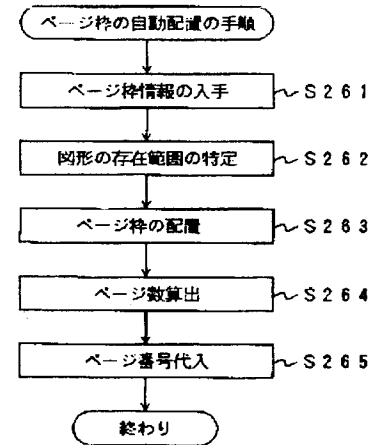 ページ枠の自動配置の手順
ページ枠情報の入手 S261
図形の存在範囲の特定 S262
ページ枠の配置 S263
ページ数算出 S264
ページ番号代入 S265
終わり